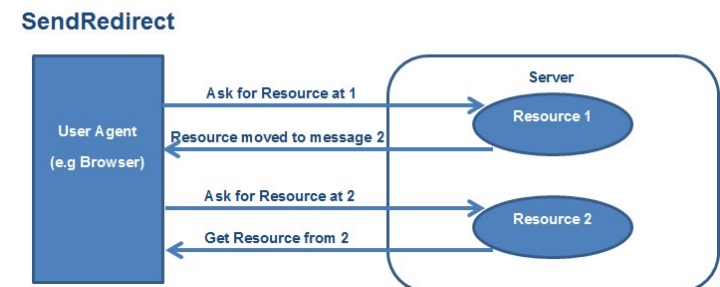 SendRedirect
Server
Ask for Resource at 1
Resource 1
User Agent
(e.g Browser)
Resource moved to message 2
Ask for Resource at 2
Resource 2
Get Resource from 2